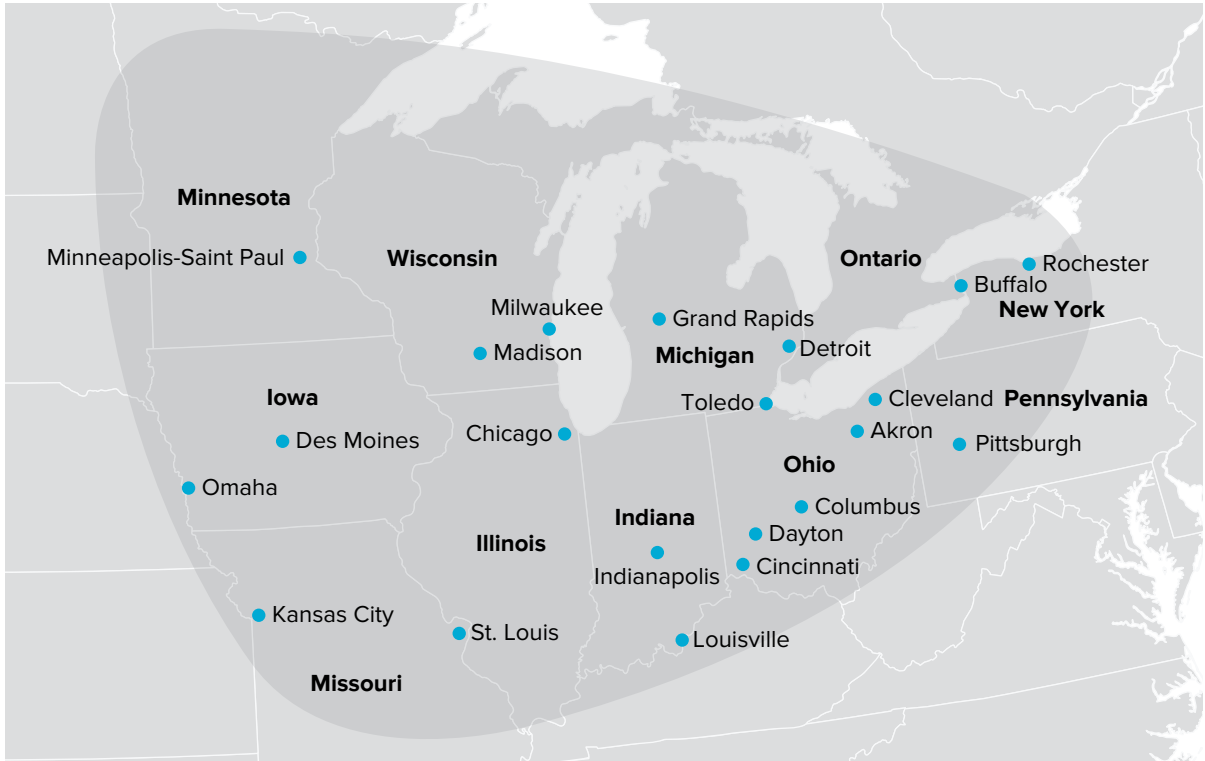 Minnesota
Minneapolis-Saint Paul
Wisconsin
Ontario
Rochester
Buffalo
New York
Milwaukee
Grand Rapids
Madison
Michigan
Detroit
Iowa
Toledo
Cleveland
Pennsylvania
Des Moines
Chicago
Akron
Pittsburgh
Ohio
Omaha
Columbus
Indiana
Illinois
Dayton
Indianapolis
Cincinnati
Kansas City
St. Louis
Louisville
Missouri